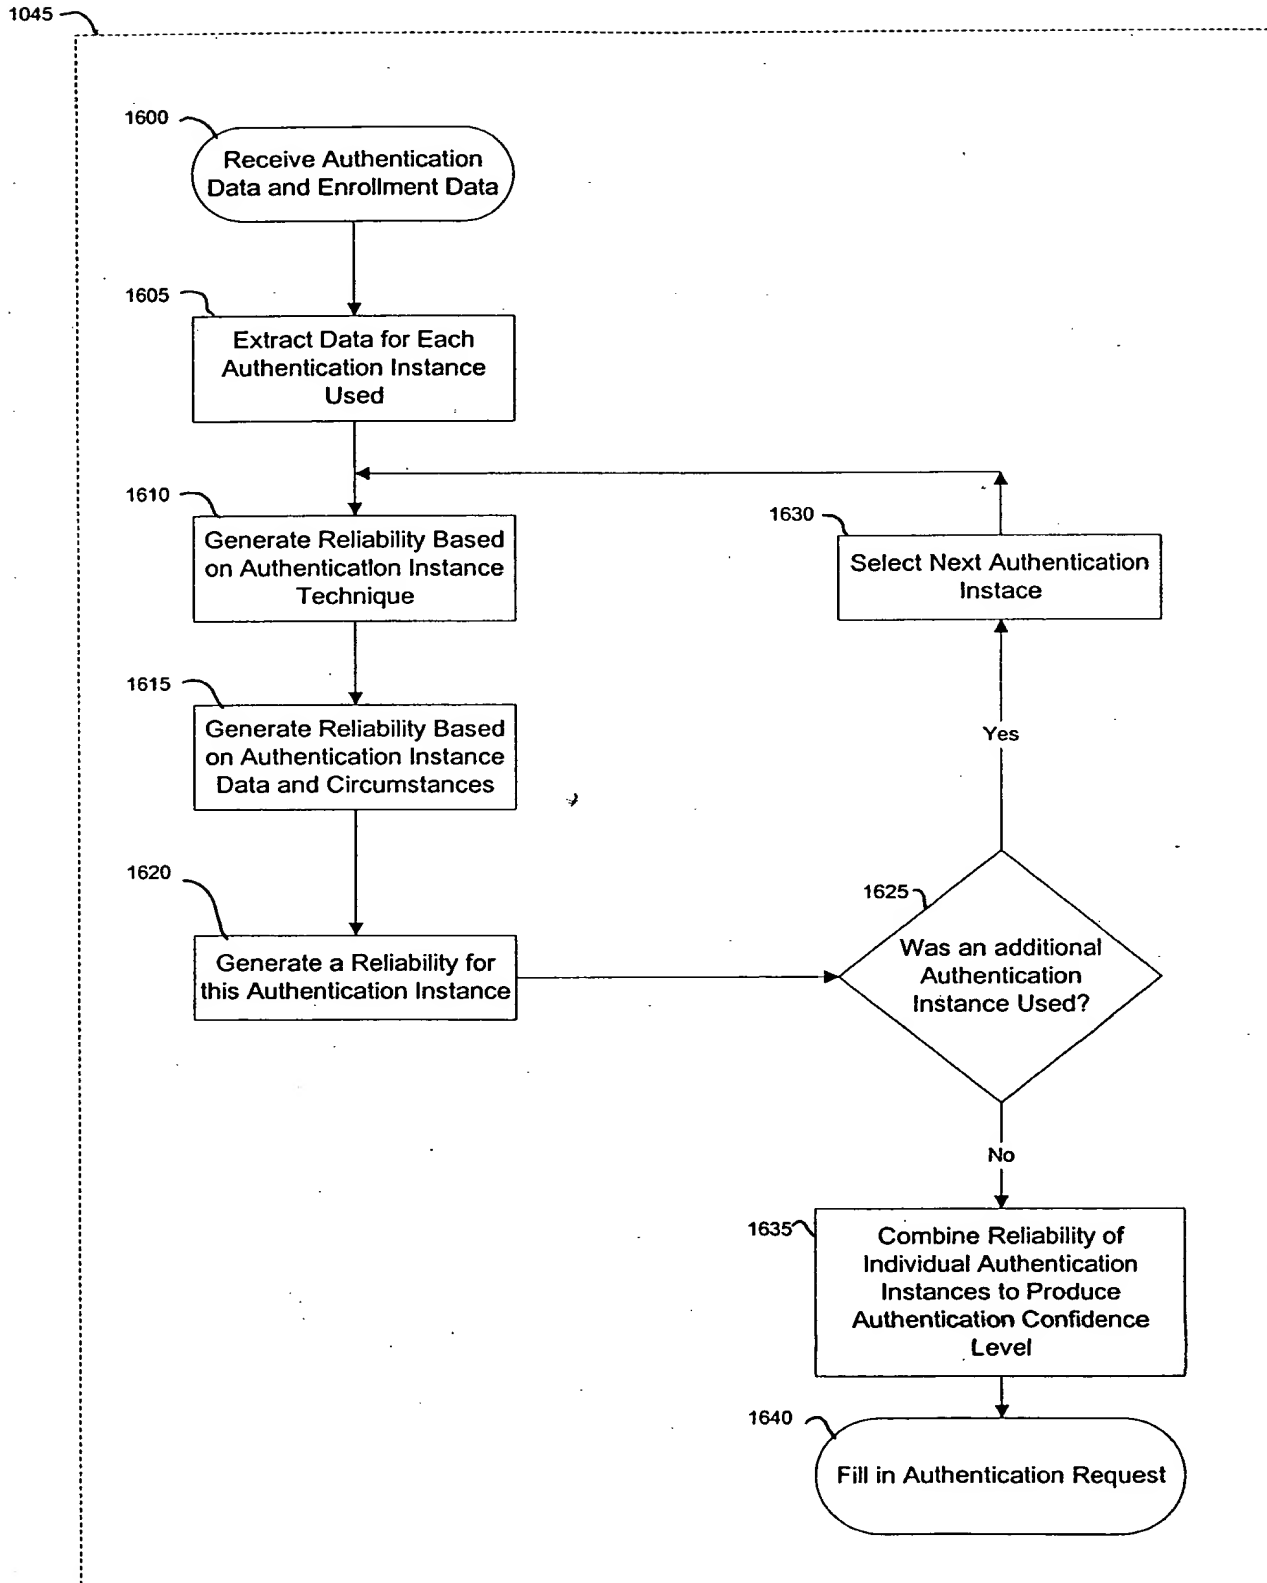 1045
1600
Receive Authentication
Data and Enrollment Data
1605
Extract Data for Each
Authentication Instance
Used
1610
Generate Reliability Based
on Authentication Instance
Technique
1630
Select Next Authentication
Instace
1615
Generate Reliability Based
on Authentication Instance
Data and Circumstances
Yes
1620
Generate a Reliability for
this Authentication Instance
1625
Was an additional
Authentication
Instance Used?
No
1635
Combine Reliability of
Individual Authentication
Instances to Produce
Authentication Confidence
Level
1640
Fill in Authentication Request